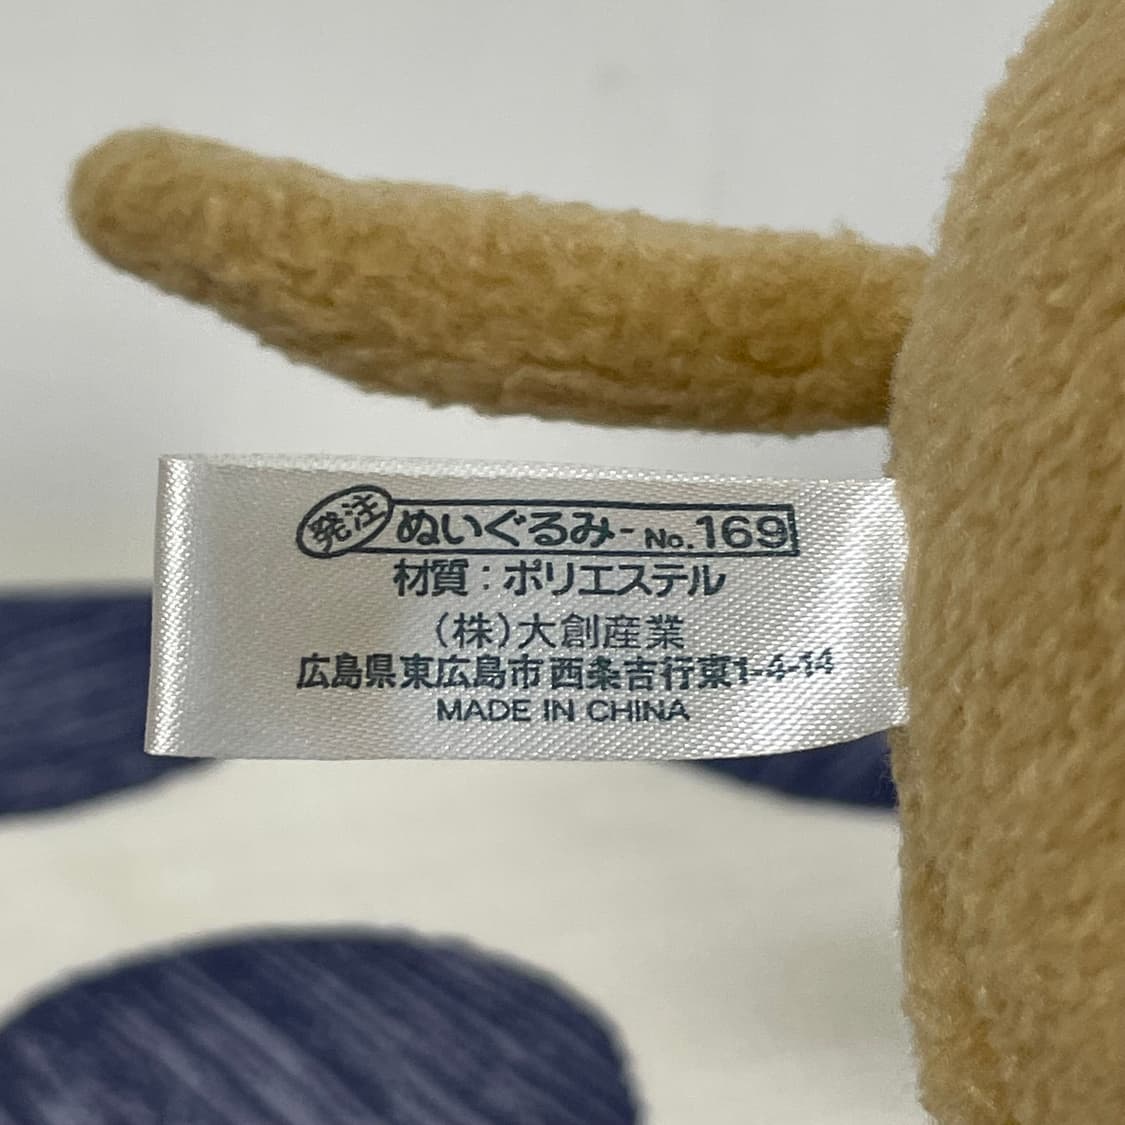 発注 ぬいぐるみ-No.169
材質:ポリエステル
(株)大創産業
広島県東広島市西条吉行東1-4-14
MADE IN CHINA